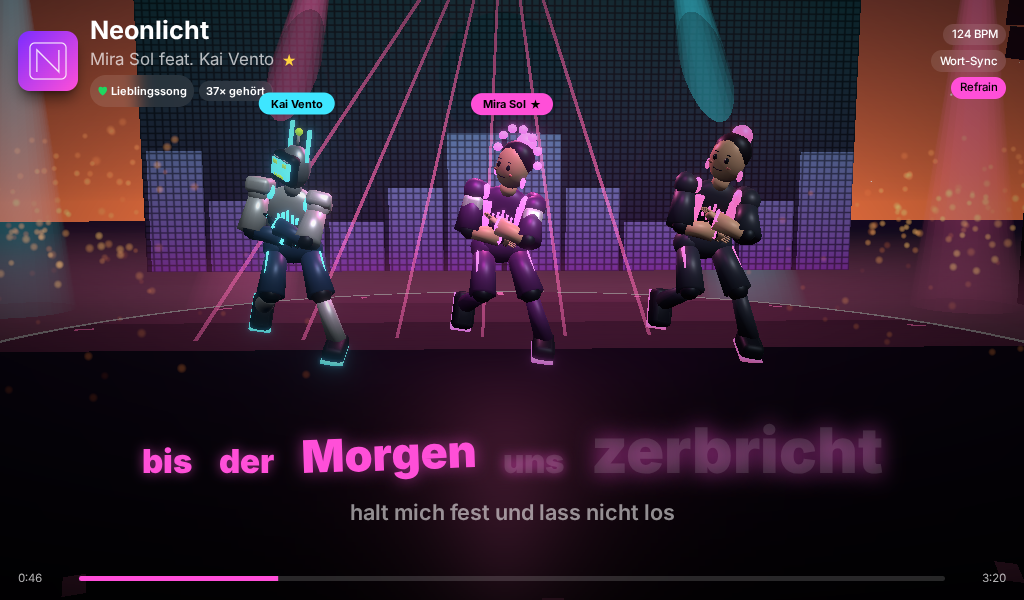 Neonlicht
Mira Sol feat. Kai Vento ★
Lieblingssong
37× gehört
124 BPM
Wort-Sync
Refrain
Kai Vento
Mira Sol ★
bis der Morgen uns zerbricht
halt mich fest und lass nicht los
0:46
3:20